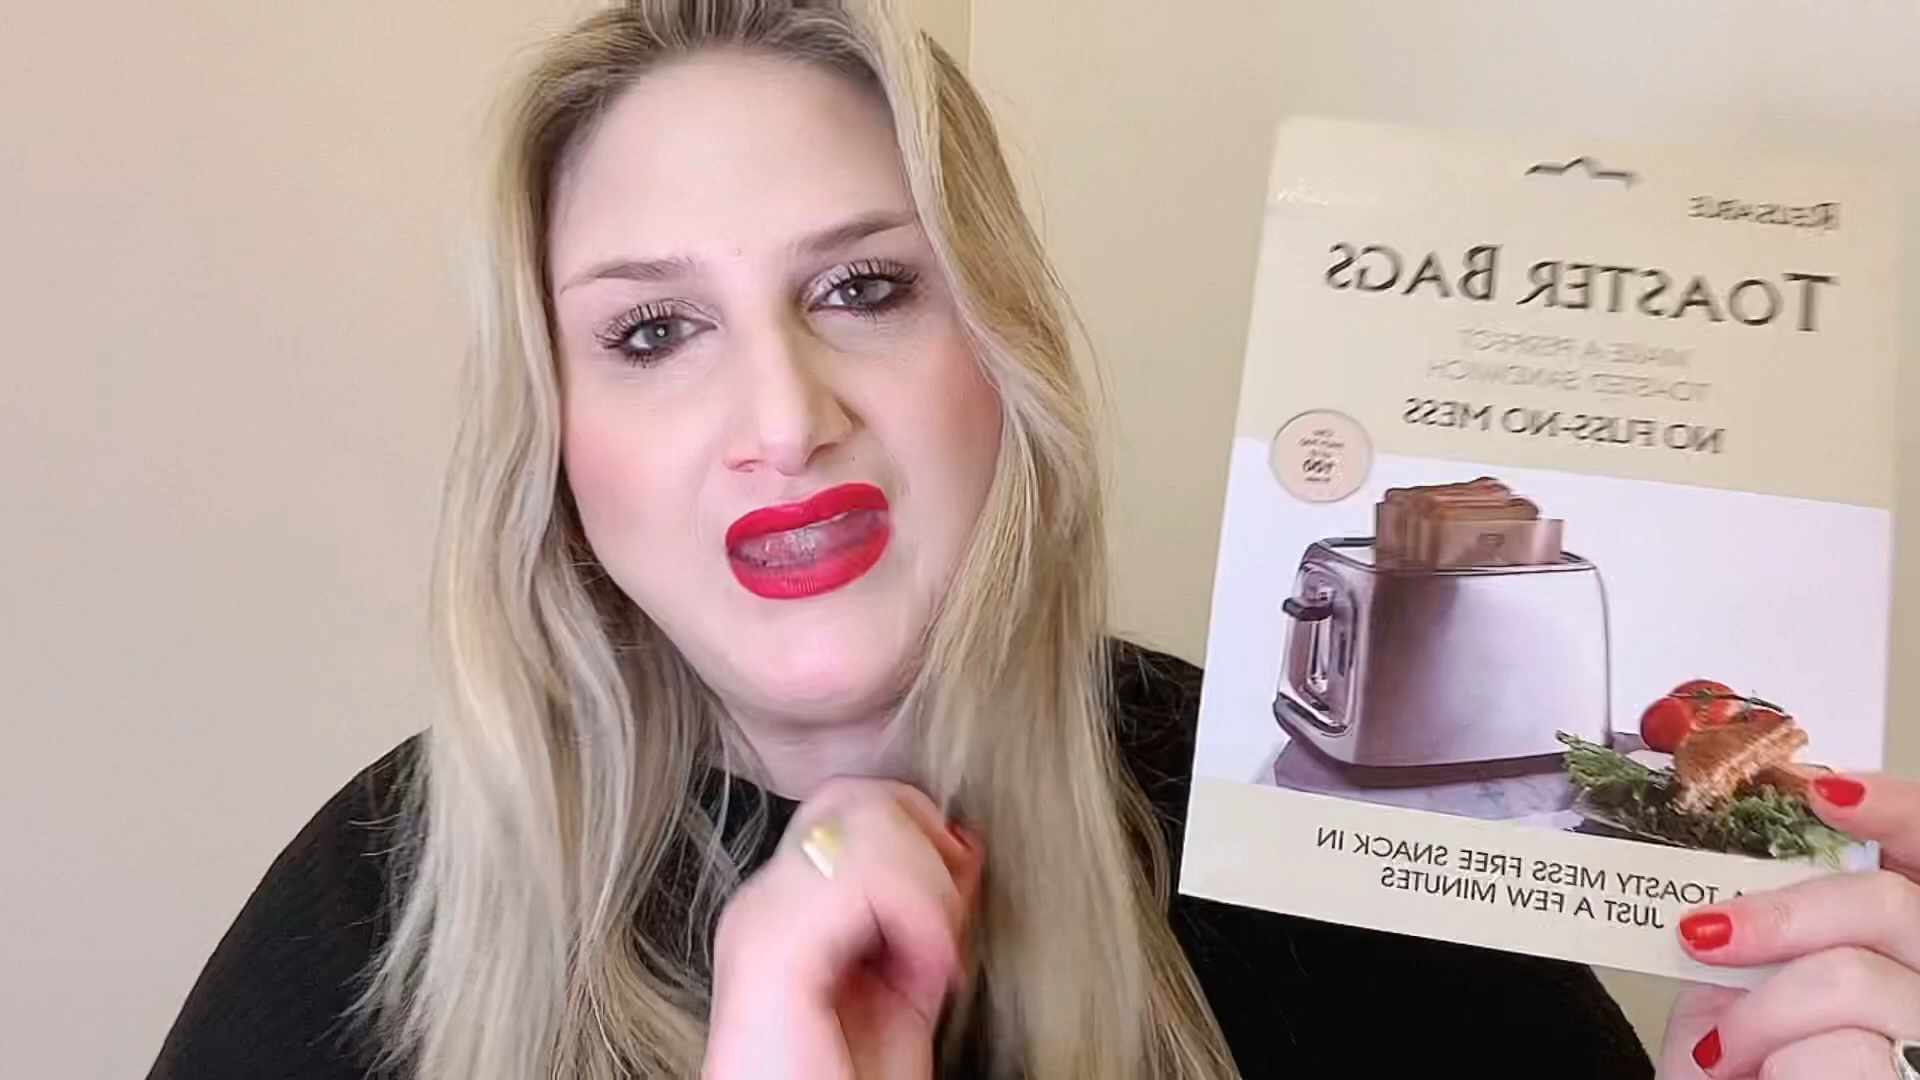 REUSABLE
TOASTER BAGS
MAKE A PERFECT
TOASTED SANDWICH
NO FUSS-NO MESS
100
A TOASTY MESS FREE SNACK IN
JUST A FEW MINUTES